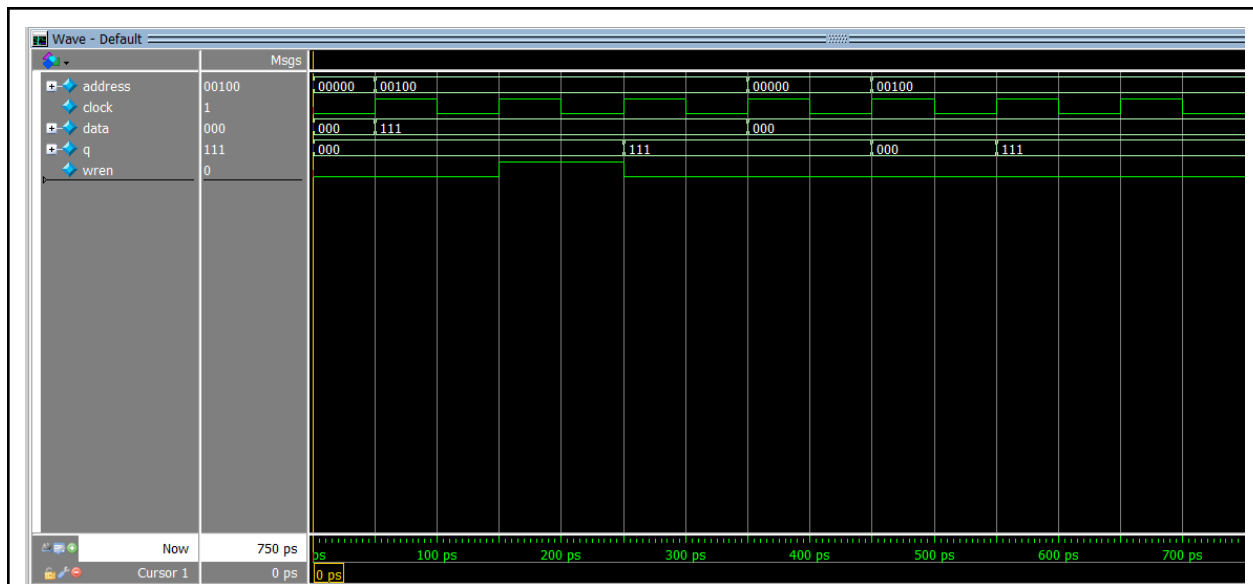 Wave - Default
Msgs
address 00100 00000 00100 00000 00100
clock 1
data 000 000 111 000
q 111 000 111 000 111
wren 0
Now 750 ps ps 100 ps 200 ps 300 ps 400 ps 500 ps 600 ps 700 ps
Cursor 1 0 ps 0 ps